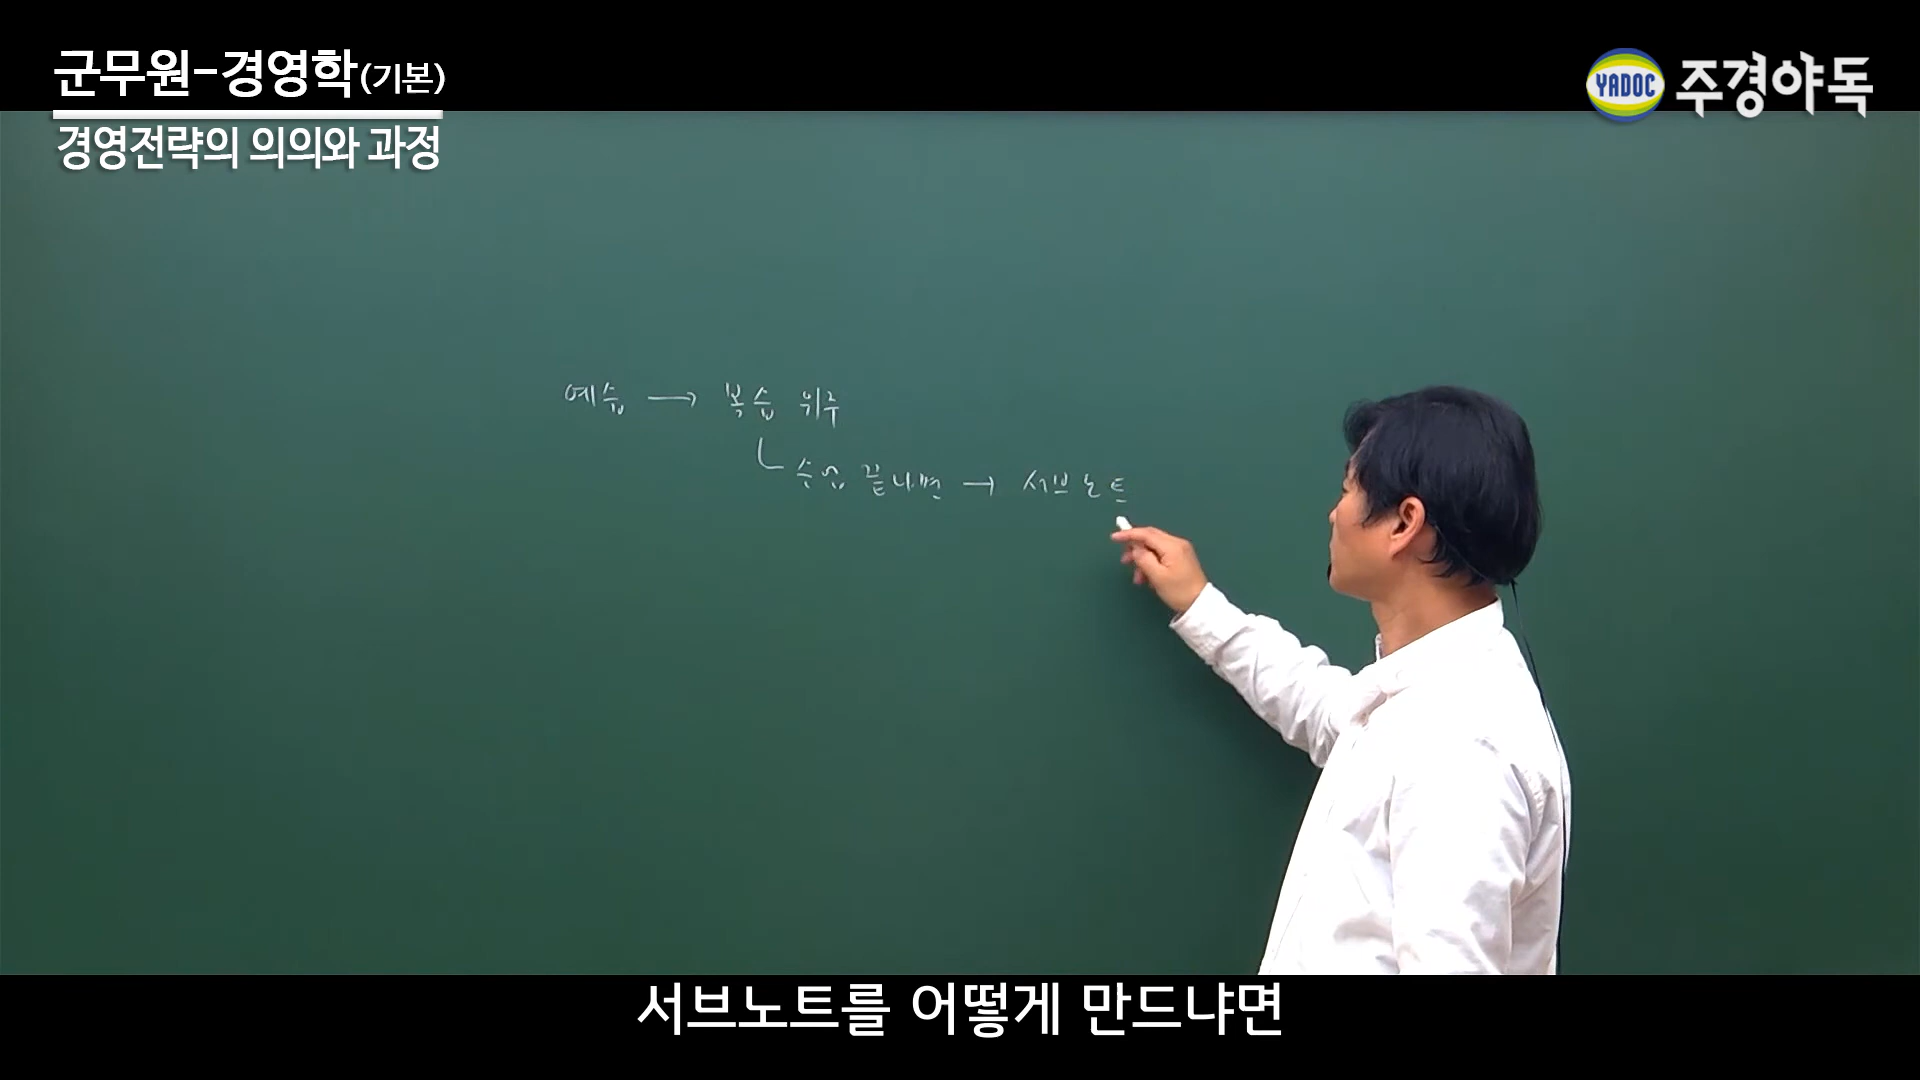 군무원-경영학(기본)
경영전략의 의의와 과정
YADOC 주경야독
예습 → 복습 위주
수업 끝나면 → 서브노트
서브노트를 어떻게 만드냐면